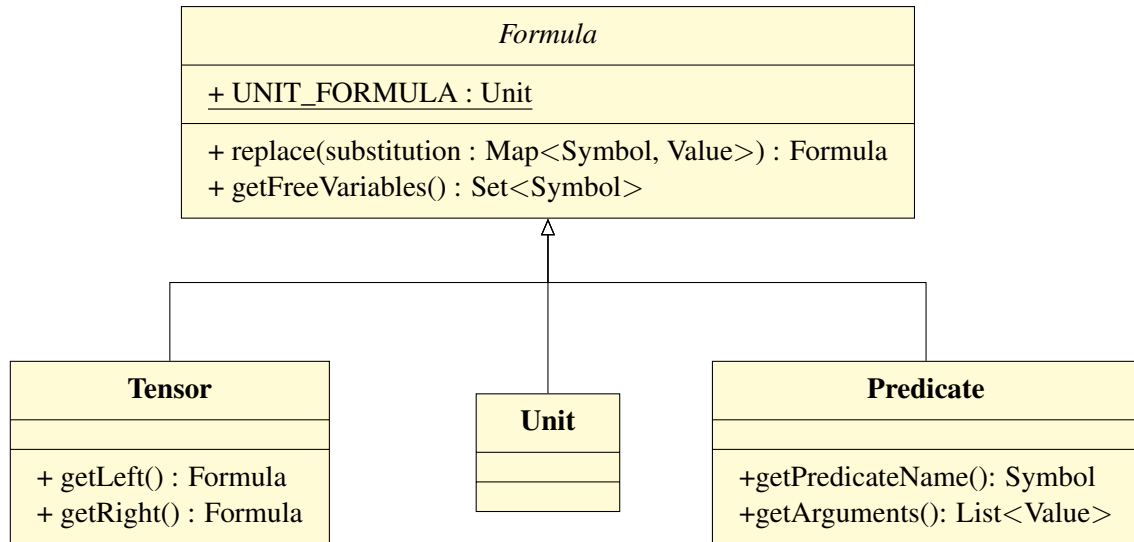 Formula
+ UNIT_FORMULA : Unit
+ replace(substitution : Map<Symbol, Value>) : Formula
+ getFreeVariables() : Set<Symbol>
Tensor
+ getLeft() : Formula
+ getRight() : Formula
Unit
Predicate
+getPredicateName(): Symbol
+getArguments(): List<Value>